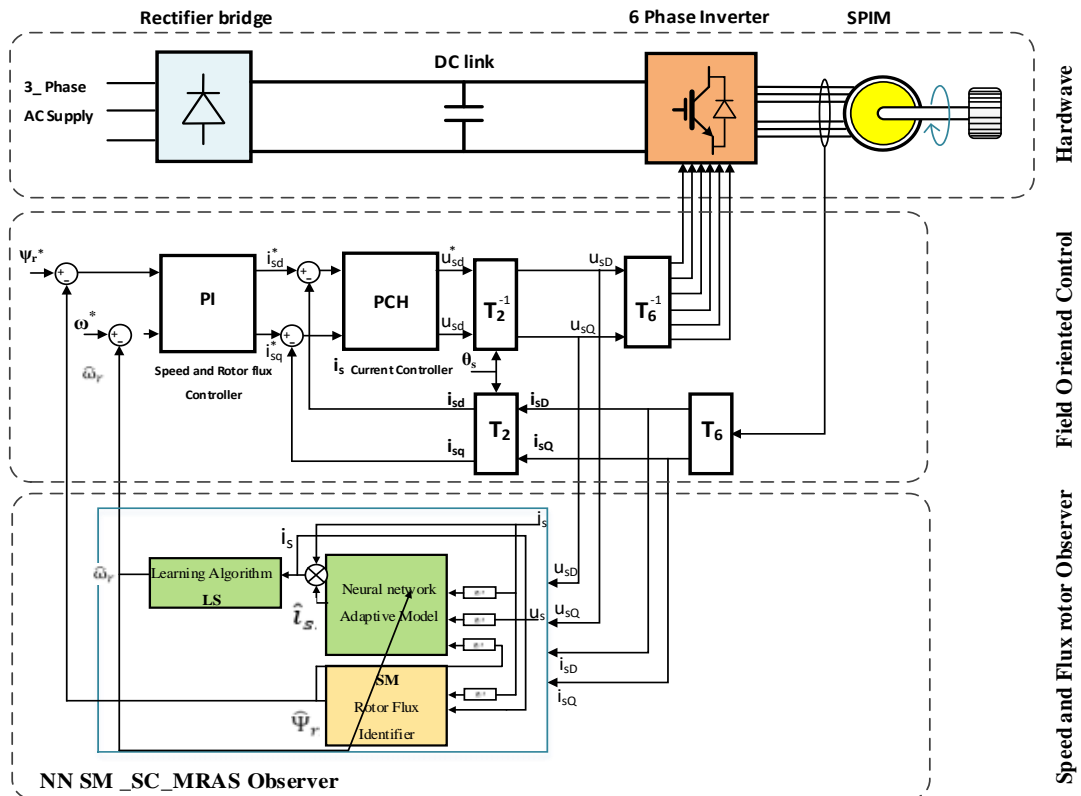 Rectifier bridge
6 Phase Inverter
SPIM
3_ Phase
AC Supply
DC link
Hardwave
ψr*
+
-
ω*
+
-
ω̂r
PI
Speed and Rotor flux
Controller
i*sd
i*sq
+
-
+
-
PCH
is Current Controller
u*sd
usd
T2-1
θs
usD
usQ
T6-1
isd
isq
T2
isD
isQ
T6
Field Oriented Control
ω̂r
Learning Algorithm
LS
is
îs.
Neural network
Adaptive Model
is
us
usD
usQ
isD
isQ
SM
Rotor Flux
Identifier
Ψ̂r
NN SM _SC_MRAS Observer
Speed and Flux rotor Observer